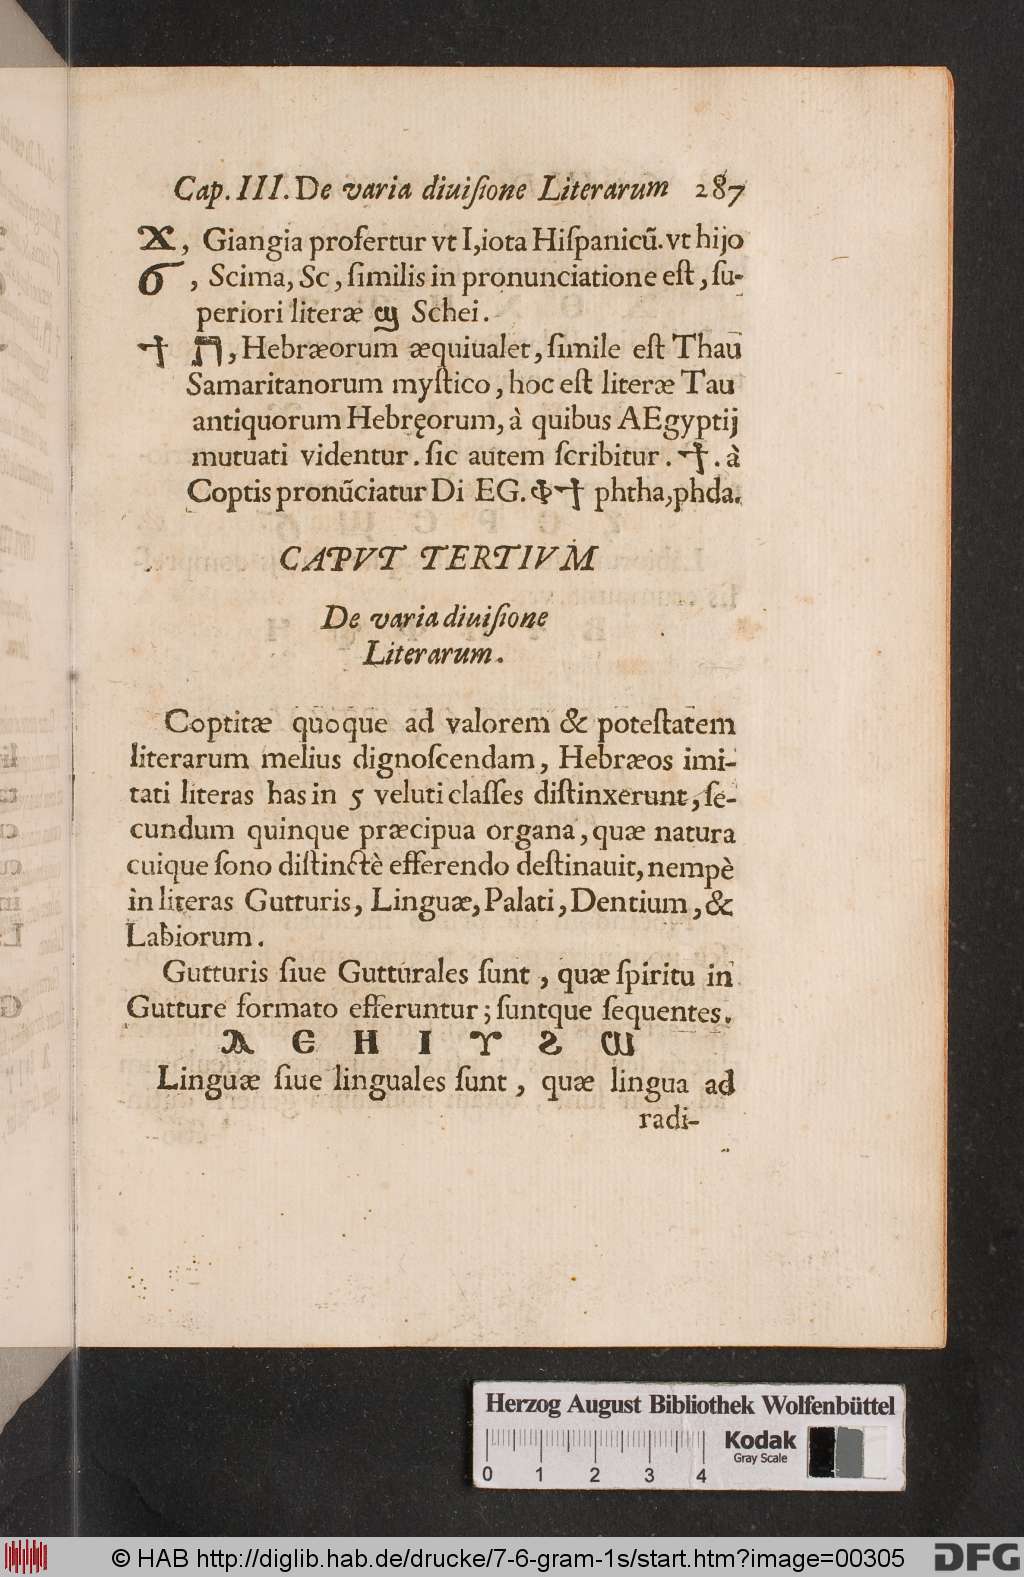 Cap. III. De varia diuiſione Literarum 287
Ϫ, Giangia profertur vt I, iota Hiſpanicũ. vt hijo
Ϭ, Scima, Sc, ſimilis in pronunciatione eſt, ſu-
periori literæ ϣ Schei.
ϯ ת, Hebræorum æquiualet, ſimile eſt Thau
Samaritanorum myſtico, hoc eſt literæ Tau
antiquorum Hebręorum, à quibus AEgyptij
mutuati videntur. ſic autem ſcribitur. ϯ. à
Coptis pronũciatur Di EG. ⲫϯ phtha, phda.
CAPVT TERTIVM
De varia diuiſione
Literarum.
Coptitæ quoque ad valorem & poteſtatem
literarum melius dignoſcendam, Hebræos imi-
tati literas has in 5 veluti claſſes diſtinxerunt, ſe-
cundum quinque præcipua organa, quæ natura
cuique ſono diſtinctè efferendo deſtinauit, nempè
in literas Gutturis, Linguæ, Palati, Dentium, &
Labiorum.
Gutturis ſiue Gutturales ſunt, quæ ſpiritu in
Gutture formato efferuntur; ſuntque ſequentes.
Ⲁ Ⲉ Ⲏ Ⲓ Ⲩ Ϩ Ⲱ
Linguæ ſiue linguales ſunt, quæ lingua ad
radi-
Herzog August Bibliothek Wolfenbüttel
Kodak
Gray Scale
0 1 2 3 4
© HAB http://diglib.hab.de/drucke/7-6-gram-1s/start.htm?image=00305
DFG